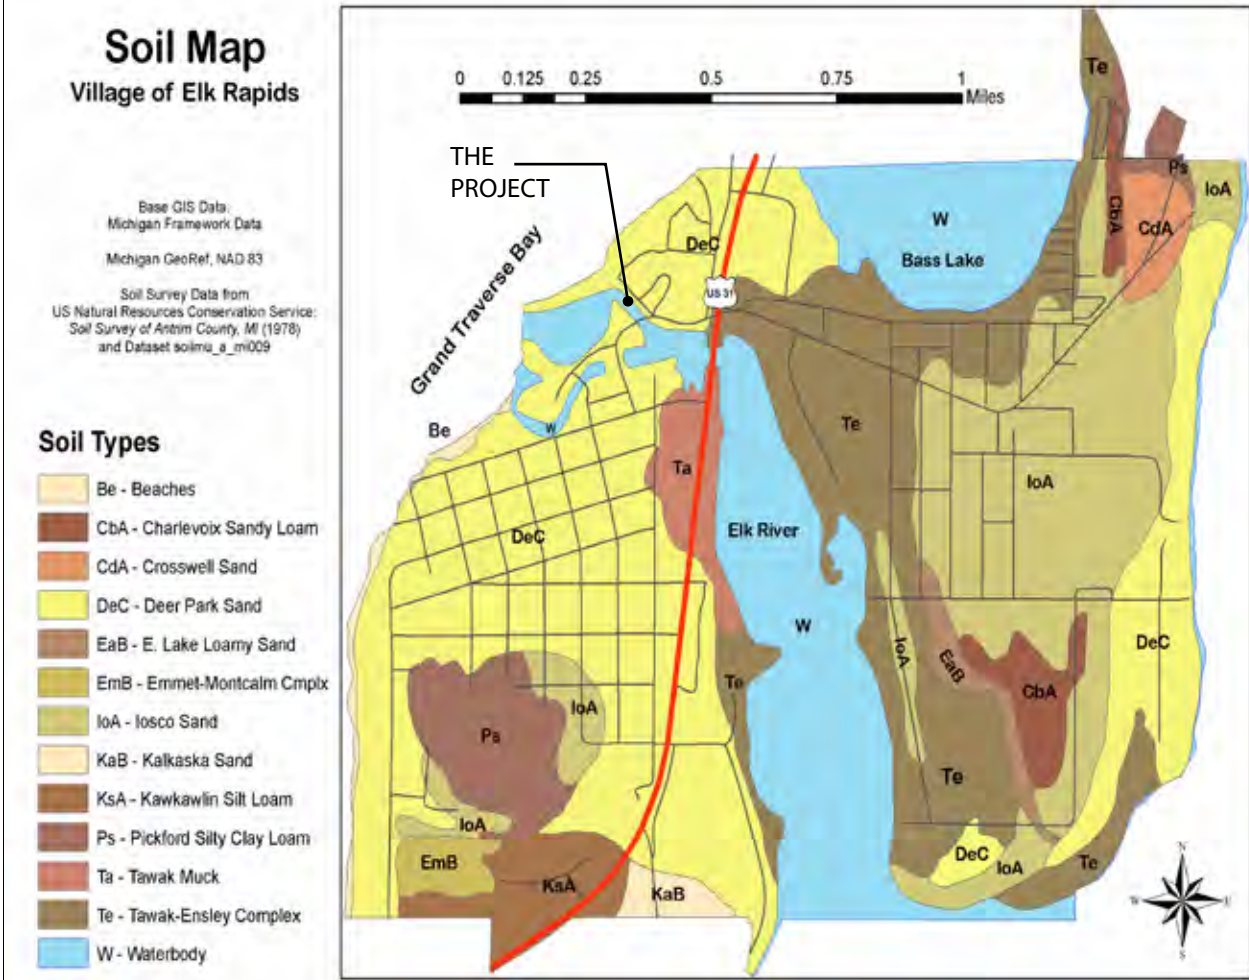 Soil Map
Village of Elk Rapids
Base GIS Data:
Michigan Framework Data
Michigan GeoRef, NAD 83
Soil Survey Data from
US Natural Resources Conservation Service:
Soil Survey of Antrim County, MI (1978)
and Dataset soilmu_a_mi009
Soil Types
Be - Beaches
CbA - Charlevoix Sandy Loam
CdA - Crosswell Sand
DeC - Deer Park Sand
EaB - E. Lake Loamy Sand
EmB - Emmet-Montcalm Cmplx
IoA - Iosco Sand
KaB - Kalkaska Sand
KsA - Kawkawlin Silt Loam
Ps - Pickford Silty Clay Loam
Ta - Tawak Muck
Te - Tawak-Ensley Complex
W - Waterbody
0 0.125 0.25 0.5 0.75 1
Miles
THE
PROJECT
Grand Traverse Bay
Te
Ps
IoA
CbA
CdA
W
Bass Lake
DeC
US 31
Be
W
Te
Ta
IoA
DeC
Elk River
W
IoA
EaB
CbA
DeC
Te
IoA
Ps
Te
IoA
EmB
KsA
KaB
DeC
IoA
Te
N
W
E
S